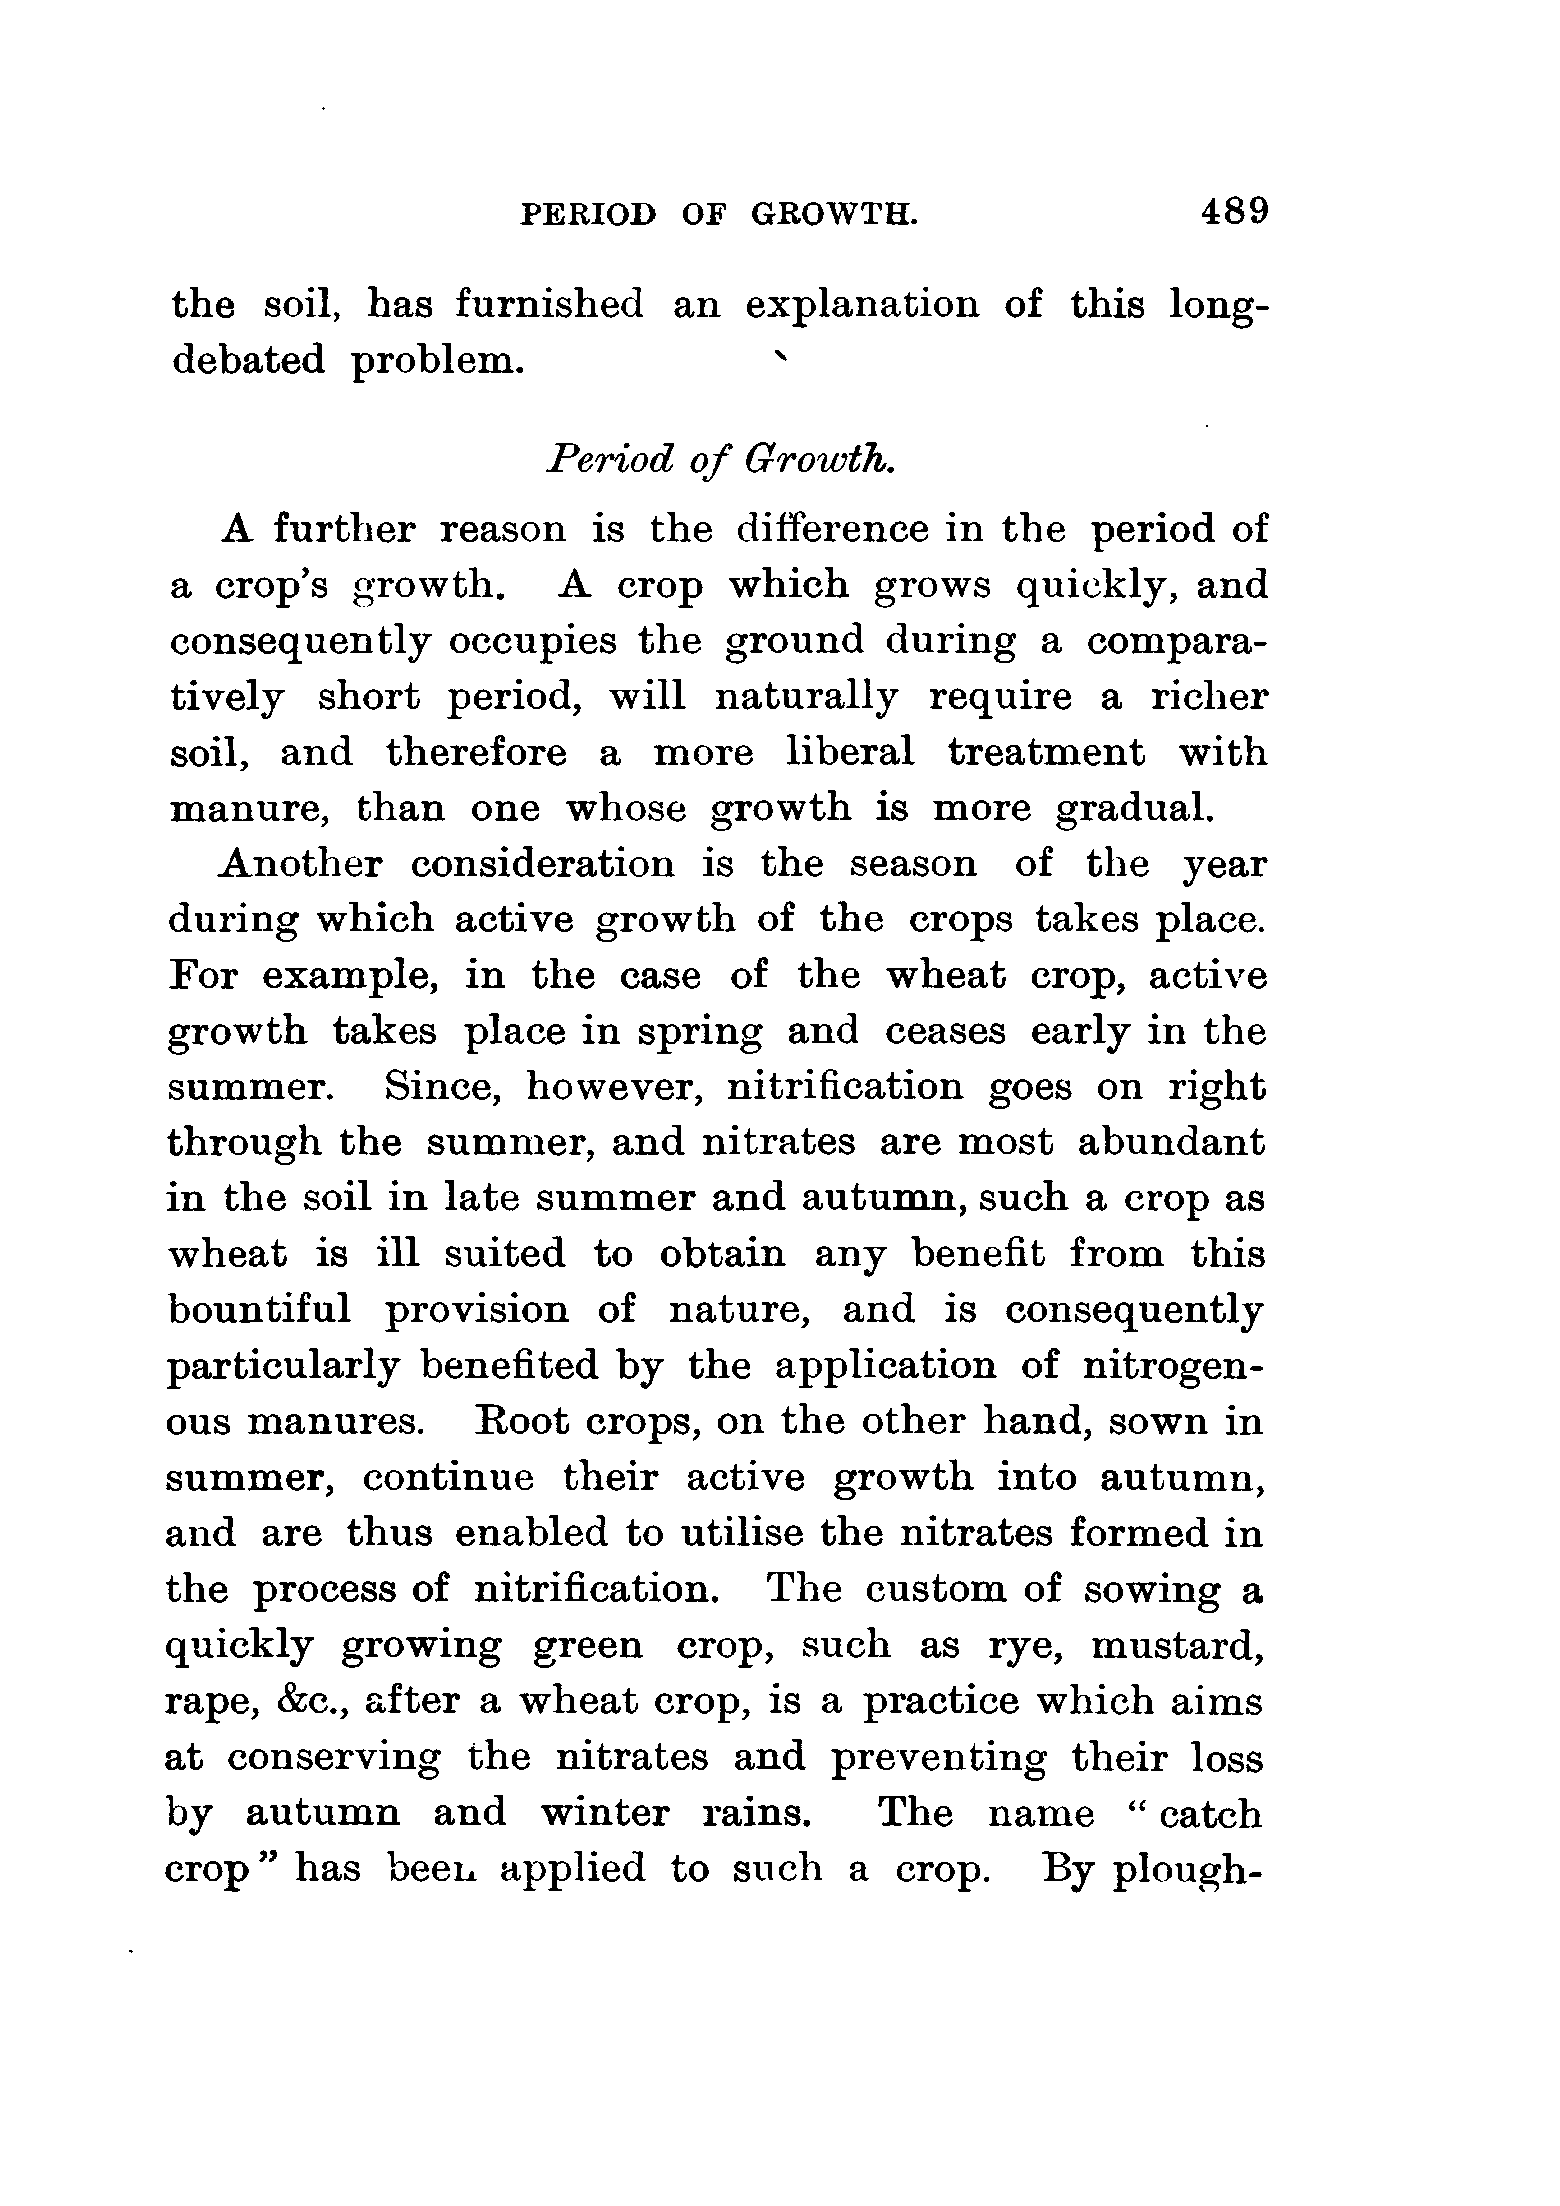 PERIOD OF GROWTH. 489
the soil, has furnished an explanation of this long-
debated problem.
Period of Growth.
A further reason is the difference in the period of
a crop's growth. A crop which grows quickly, and
consequently occupies the ground during a compara-
tively short period, will naturally require a richer
soil, and therefore a more liberal treatment with
manure, than one whose growth is more gradual.
Another consideration is the season of the year
during which active growth of the crops takes place.
For example, in the case of the wheat crop, active
growth takes place in spring and ceases early in the
summer. Since, however, nitrification goes on right
through the summer, and nitrates are most abundant
in the soil in late summer and autumn, such a crop as
wheat is ill suited to obtain any benefit from this
bountiful provision of nature, and is consequently
particularly benefited by the application of nitrogen-
ous manures. Root crops, on the other hand, sown in
summer, continue their active growth into autumn,
and are thus enabled to utilise the nitrates formed in
the process of nitrification. The custom of sowing a
quickly growing green crop, such as rye, mustard,
rape, &c., after a wheat crop, is a practice which aims
at conserving the nitrates and preventing their loss
by autumn and winter rains. The name " catch
crop " has been applied to such a crop. By plough-